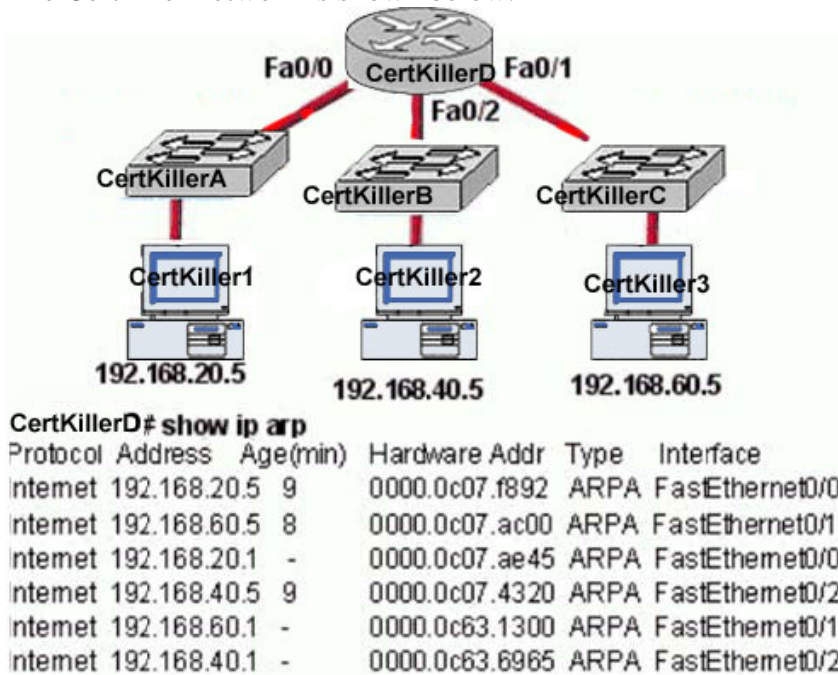 Fa0/0 CertKillerD Fa0/1
Fa0/2
CertKillerA
CertKillerB
CertKillerC
CertKiller1
CertKiller2
CertKiller3
192.168.20.5
192.168.40.5
192.168.60.5
CertKillerD# show ip arp
Protocol Address Age(min) Hardware Addr Type Interface
Internet 192.168.20.5 9 0000.0c07.f892 ARPA FastEthernet0/0
Internet 192.168.60.5 8 0000.0c07.ac00 ARPA FastEthernet0/1
Internet 192.168.20.1 - 0000.0c07.ae45 ARPA FastEthernet0/0
Internet 192.168.40.5 9 0000.0c07.4320 ARPA FastEthernet0/2
Internet 192.168.60.1 - 0000.0c63.1300 ARPA FastEthernet0/1
Internet 192.168.40.1 - 0000.0c63.6965 ARPA FastEthernet0/2